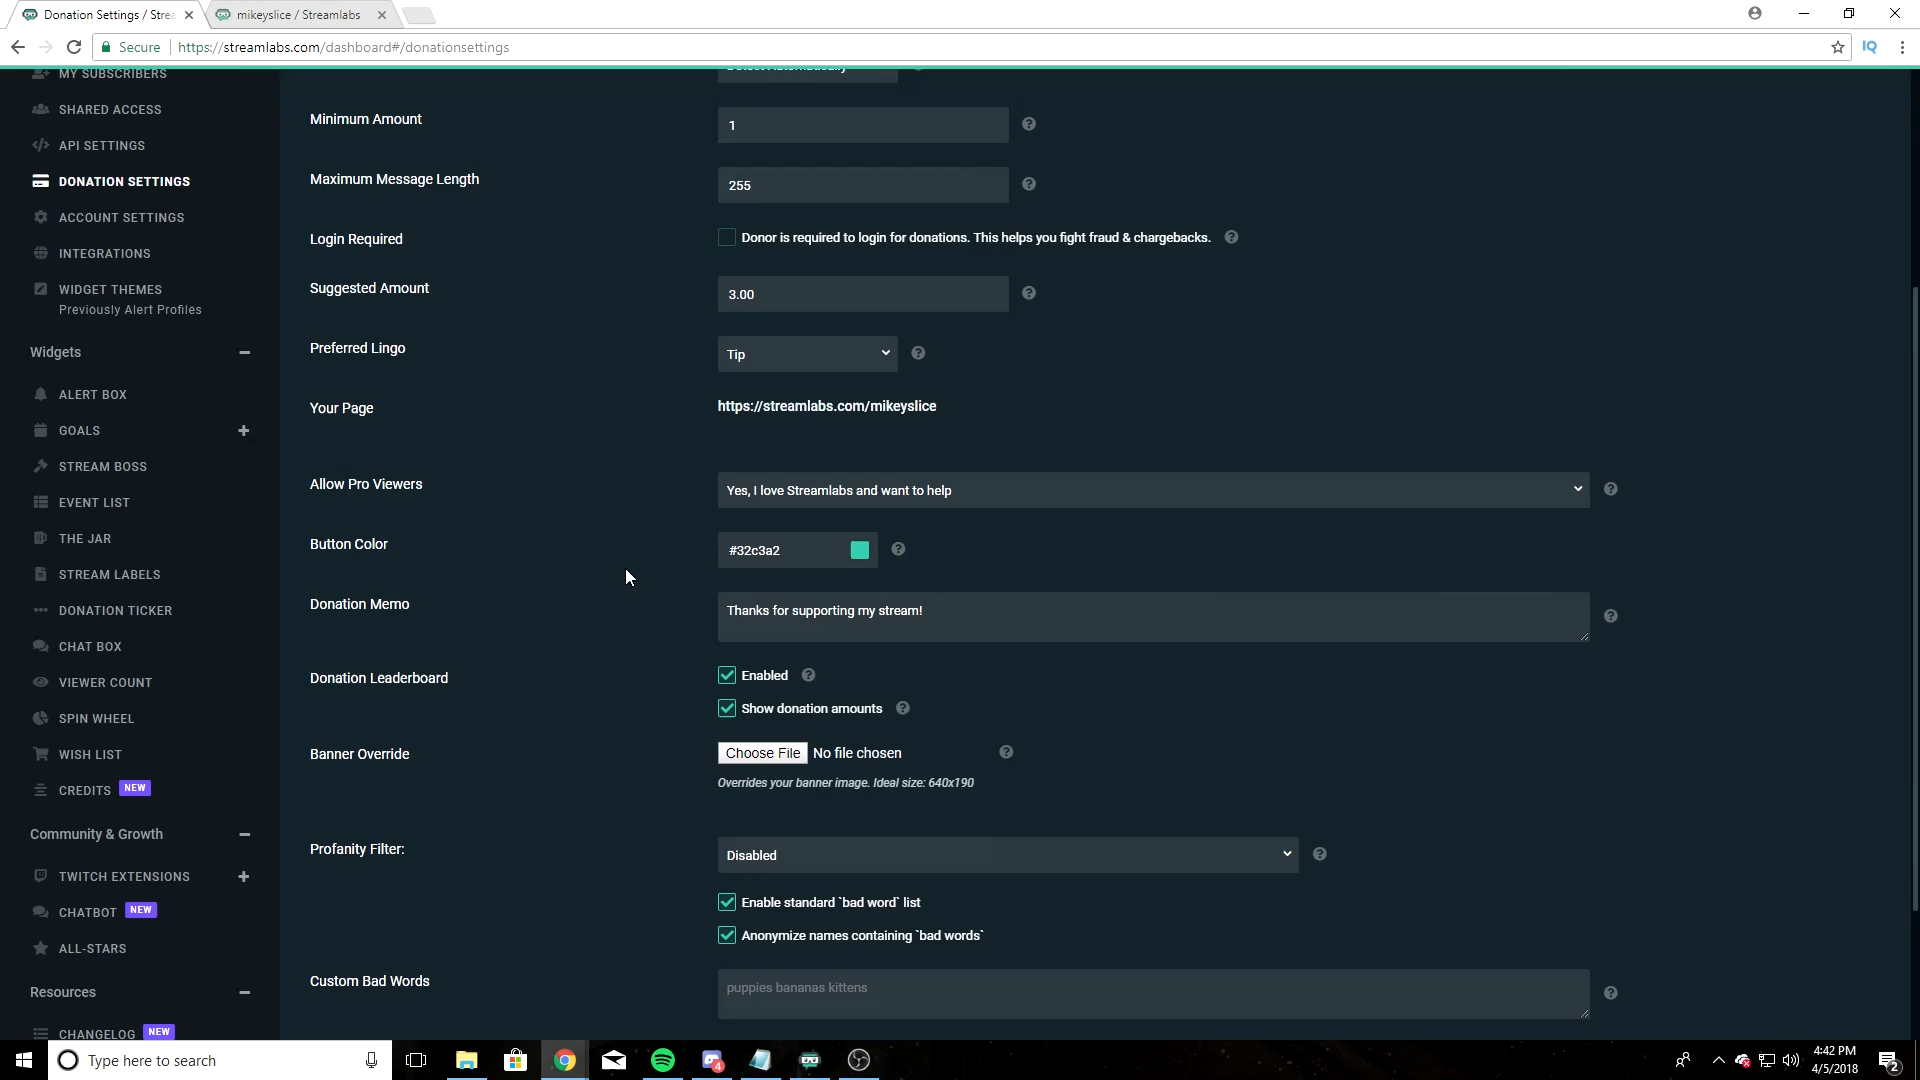 Donation Settings / Strea
mikeyslice / Streamlabs
Secure
https://streamlabs.com/dashboard#/donationsettings
IQ
MY SUBSCRIBERS
SHARED ACCESS
API SETTINGS
DONATION SETTINGS
ACCOUNT SETTINGS
INTEGRATIONS
WIDGET THEMES
Previously Alert Profiles
Widgets
ALERT BOX
GOALS
STREAM BOSS
EVENT LIST
THE JAR
STREAM LABELS
DONATION TICKER
CHAT BOX
VIEWER COUNT
SPIN WHEEL
WISH LIST
CREDITS NEW
Community & Growth
TWITCH EXTENSIONS
CHATBOT NEW
ALL-STARS
Resources
CHANGELOG NEW
Minimum Amount
1
Maximum Message Length
255
Login Required
Donor is required to login for donations. This helps you fight fraud & chargebacks.
Suggested Amount
3.00
Preferred Lingo
Tip
Your Page
https://streamlabs.com/mikeyslice
Allow Pro Viewers
Yes, I love Streamlabs and want to help
Button Color
#32c3a2
Donation Memo
Thanks for supporting my stream!
Donation Leaderboard
Enabled
Show donation amounts
Banner Override
Choose File No file chosen
Overrides your banner image. Ideal size: 640x190
Profanity Filter:
Disabled
Enable standard `bad word` list
Anonymize names containing `bad words`
Custom Bad Words
puppies bananas kittens
Type here to search
4
4:42 PM
4/5/2018
2